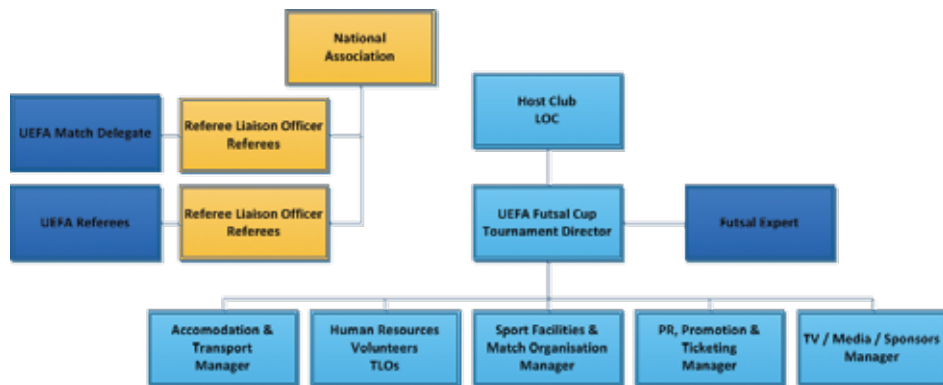 National
Association
Host Club
LOC
UEFA Match Delegate
Referee Liaison Officer
Referees
UEFA Referees
Referee Liaison Officer
Referees
UEFA Futsal Cup
Tournament Director
Futsal Expert
Accomodation &
Transport
Manager
Human Resources
Volunteers
TLOs
Sport Facilities &
Match Organisation
Manager
PR, Promotion &
Ticketing
Manager
TV / Media / Sponsors
Manager